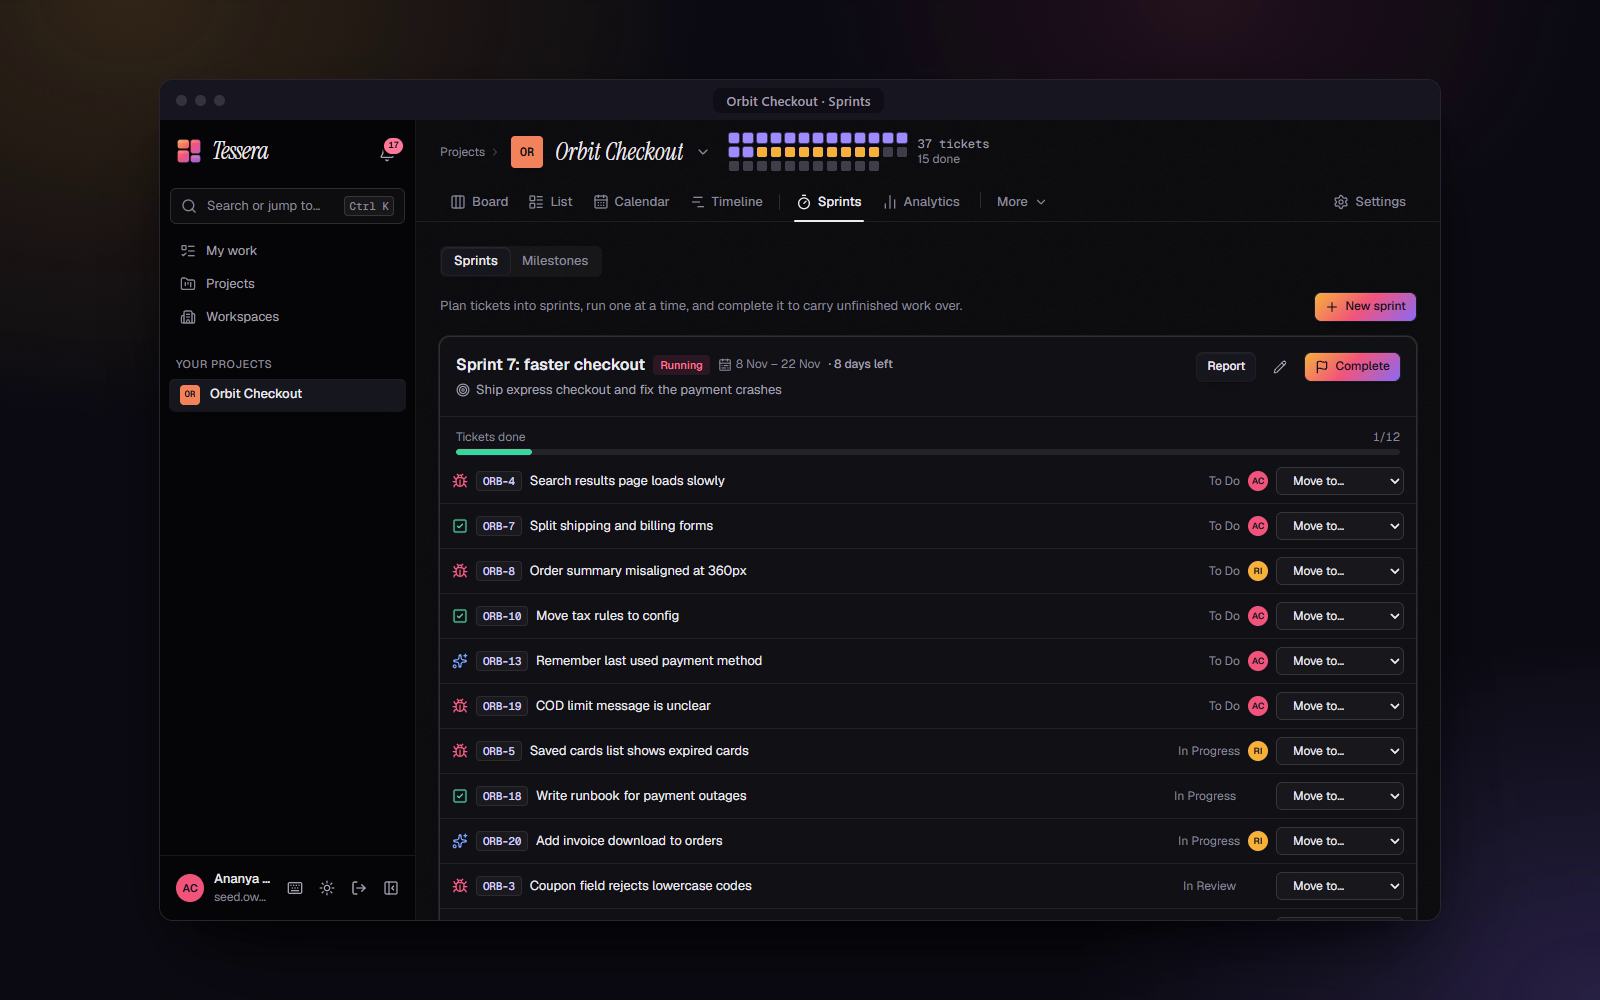 Orbit Checkout · Sprints
Tessera
17
Search or jump to...
Ctrl K
My work
Projects
Workspaces
YOUR PROJECTS
OR
Orbit Checkout
AC
Ananya ...
seed.ow...
Projects
OR
Orbit Checkout
37 tickets
15 done
Board
List
Calendar
Timeline
Sprints
Analytics
More
Settings
Sprints
Milestones
Plan tickets into sprints, run one at a time, and complete it to carry unfinished work over.
New sprint
Sprint 7: faster checkout
Running
8 Nov – 22 Nov · 8 days left
Report
Complete
Ship express checkout and fix the payment crashes
Tickets done
1/12
ORB-4 Search results page loads slowly To Do AC Move to...
ORB-7 Split shipping and billing forms To Do AC Move to...
ORB-8 Order summary misaligned at 360px To Do RI Move to...
ORB-10 Move tax rules to config To Do AC Move to...
ORB-13 Remember last used payment method To Do AC Move to...
ORB-19 COD limit message is unclear To Do AC Move to...
ORB-5 Saved cards list shows expired cards In Progress RI Move to...
ORB-18 Write runbook for payment outages In Progress Move to...
ORB-20 Add invoice download to orders In Progress RI Move to...
ORB-3 Coupon field rejects lowercase codes In Review Move to...